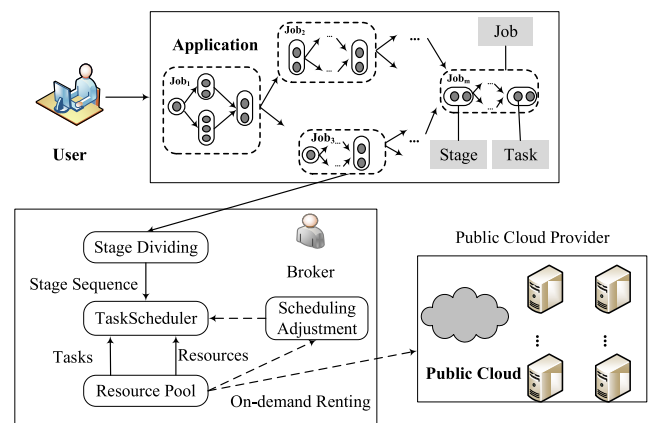 Application
Job1
Job2
...
...
...
Job
Jobm
...
...
User
Job3...
...
...
...
Stage
Task
Stage Dividing
Broker
Public Cloud Provider
Stage Sequence
TaskScheduler
Scheduling
Adjustment
Tasks
Resources
Public Cloud
Resource Pool
On-demand Renting